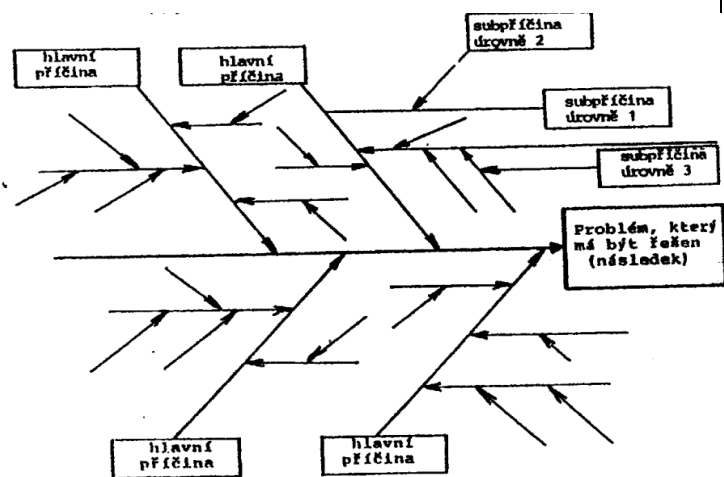 subpříčina
úrovně 2
hlavní
příčina
hlavní
příčina
subpříčina
úrovně 1
subpříčina
úrovně 3
Problém, který
má být řešen
(následek)
hlavní
příčina
hlavní
příčina